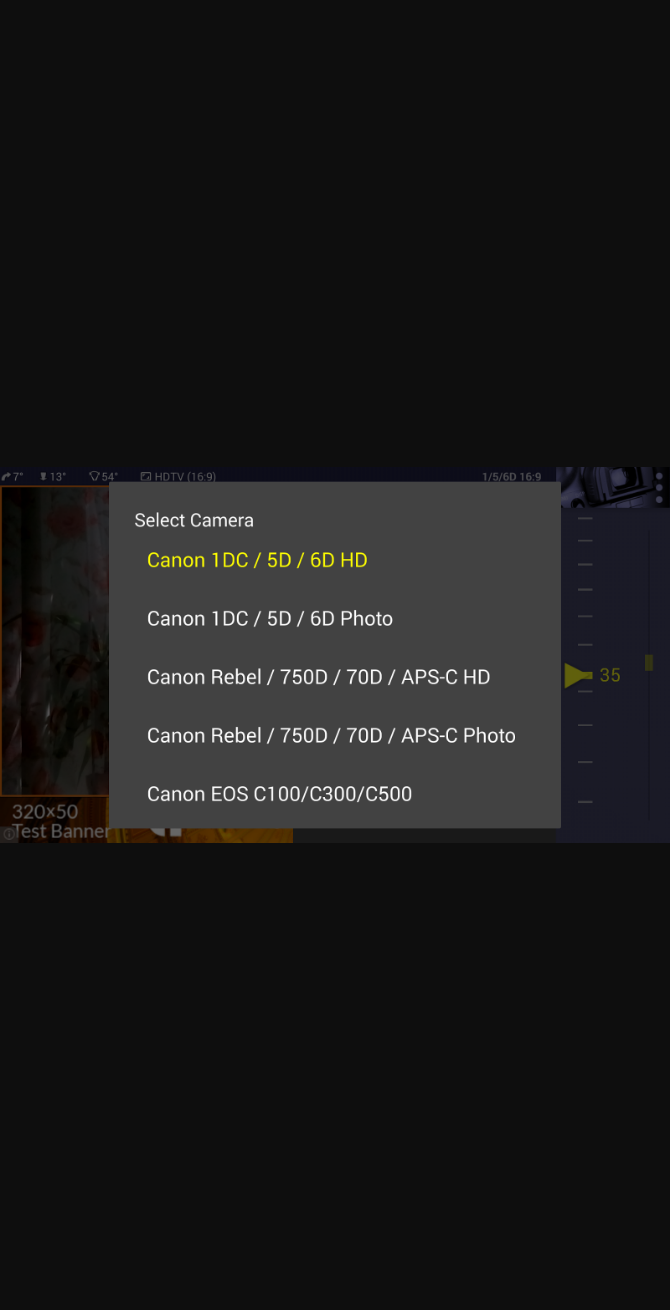 7° 13° 54° HDTV (16:9) 1/5/6D 16:9
Select Camera
Canon 1DC / 5D / 6D HD
Canon 1DC / 5D / 6D Photo
Canon Rebel / 750D / 70D / APS-C HD
35
Canon Rebel / 750D / 70D / APS-C Photo
Canon EOS C100/C300/C500
320×50
Test Banner